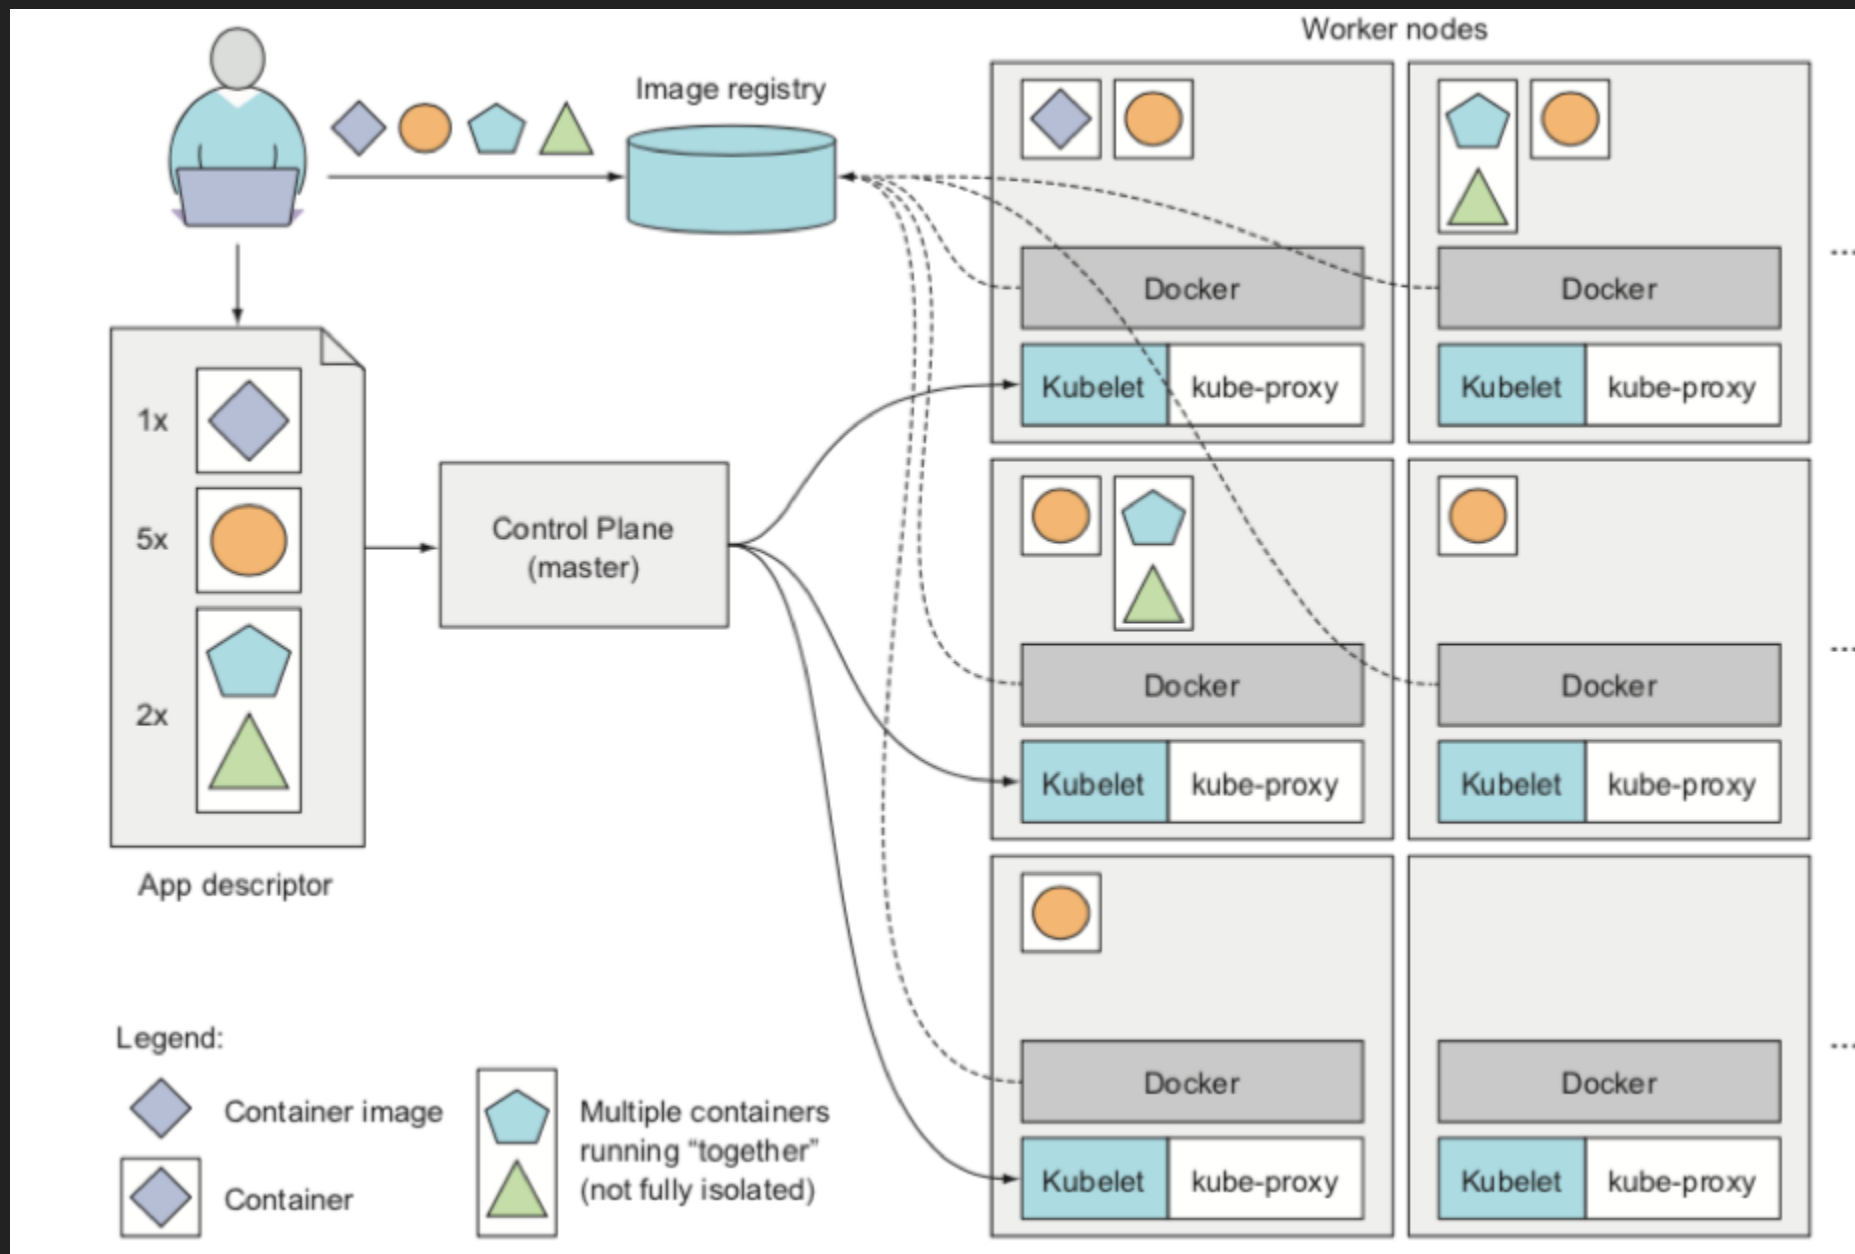 Worker nodes
Image registry
Docker
Docker
Kubelet
kube-proxy
Kubelet
kube-proxy
1x
5x
2x
App descriptor
Control Plane
(master)
Docker
Docker
Kubelet
kube-proxy
Kubelet
kube-proxy
Docker
Docker
Kubelet
kube-proxy
Kubelet
kube-proxy
Legend:
Container image
Container
Multiple containers
running “together”
(not fully isolated)